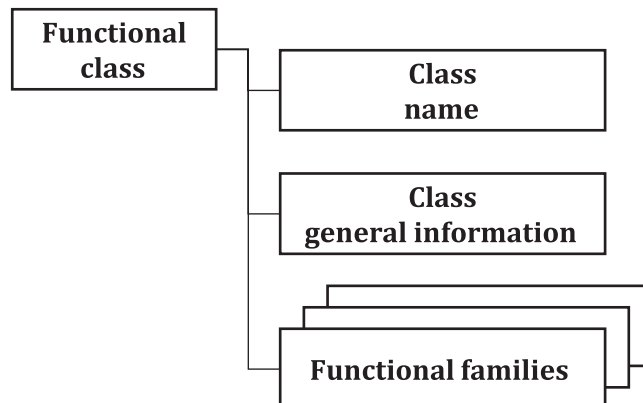 Functional
class
Class
name
Class
general information
Functional families